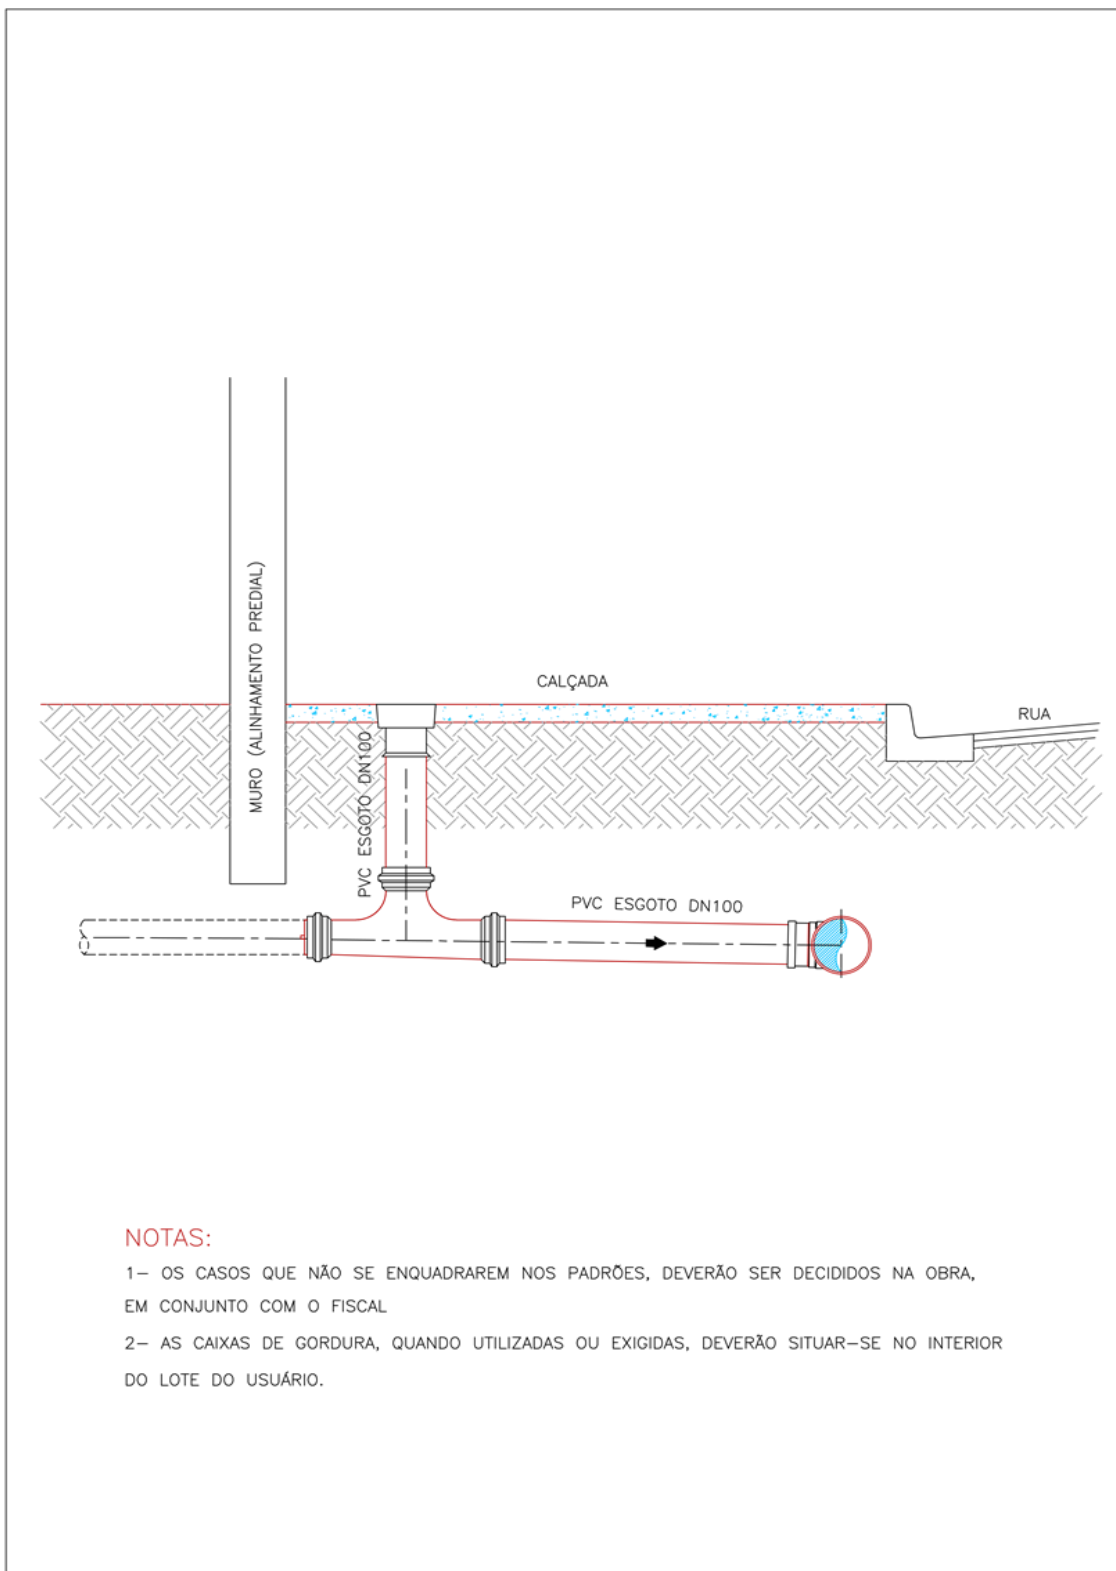 MURO (ALINHAMENTO PREDIAL)
CALÇADA
RUA
PVC ESGOTO DN100
PVC ESGOTO DN100
NOTAS:
1- OS CASOS QUE NÃO SE ENQUADRAREM NOS PADRÕES, DEVERÃO SER DECIDIDOS NA OBRA,
EM CONJUNTO COM O FISCAL
2- AS CAIXAS DE GORDURA, QUANDO UTILIZADAS OU EXIGIDAS, DEVERÃO SITUAR-SE NO INTERIOR
DO LOTE DO USUÁRIO.